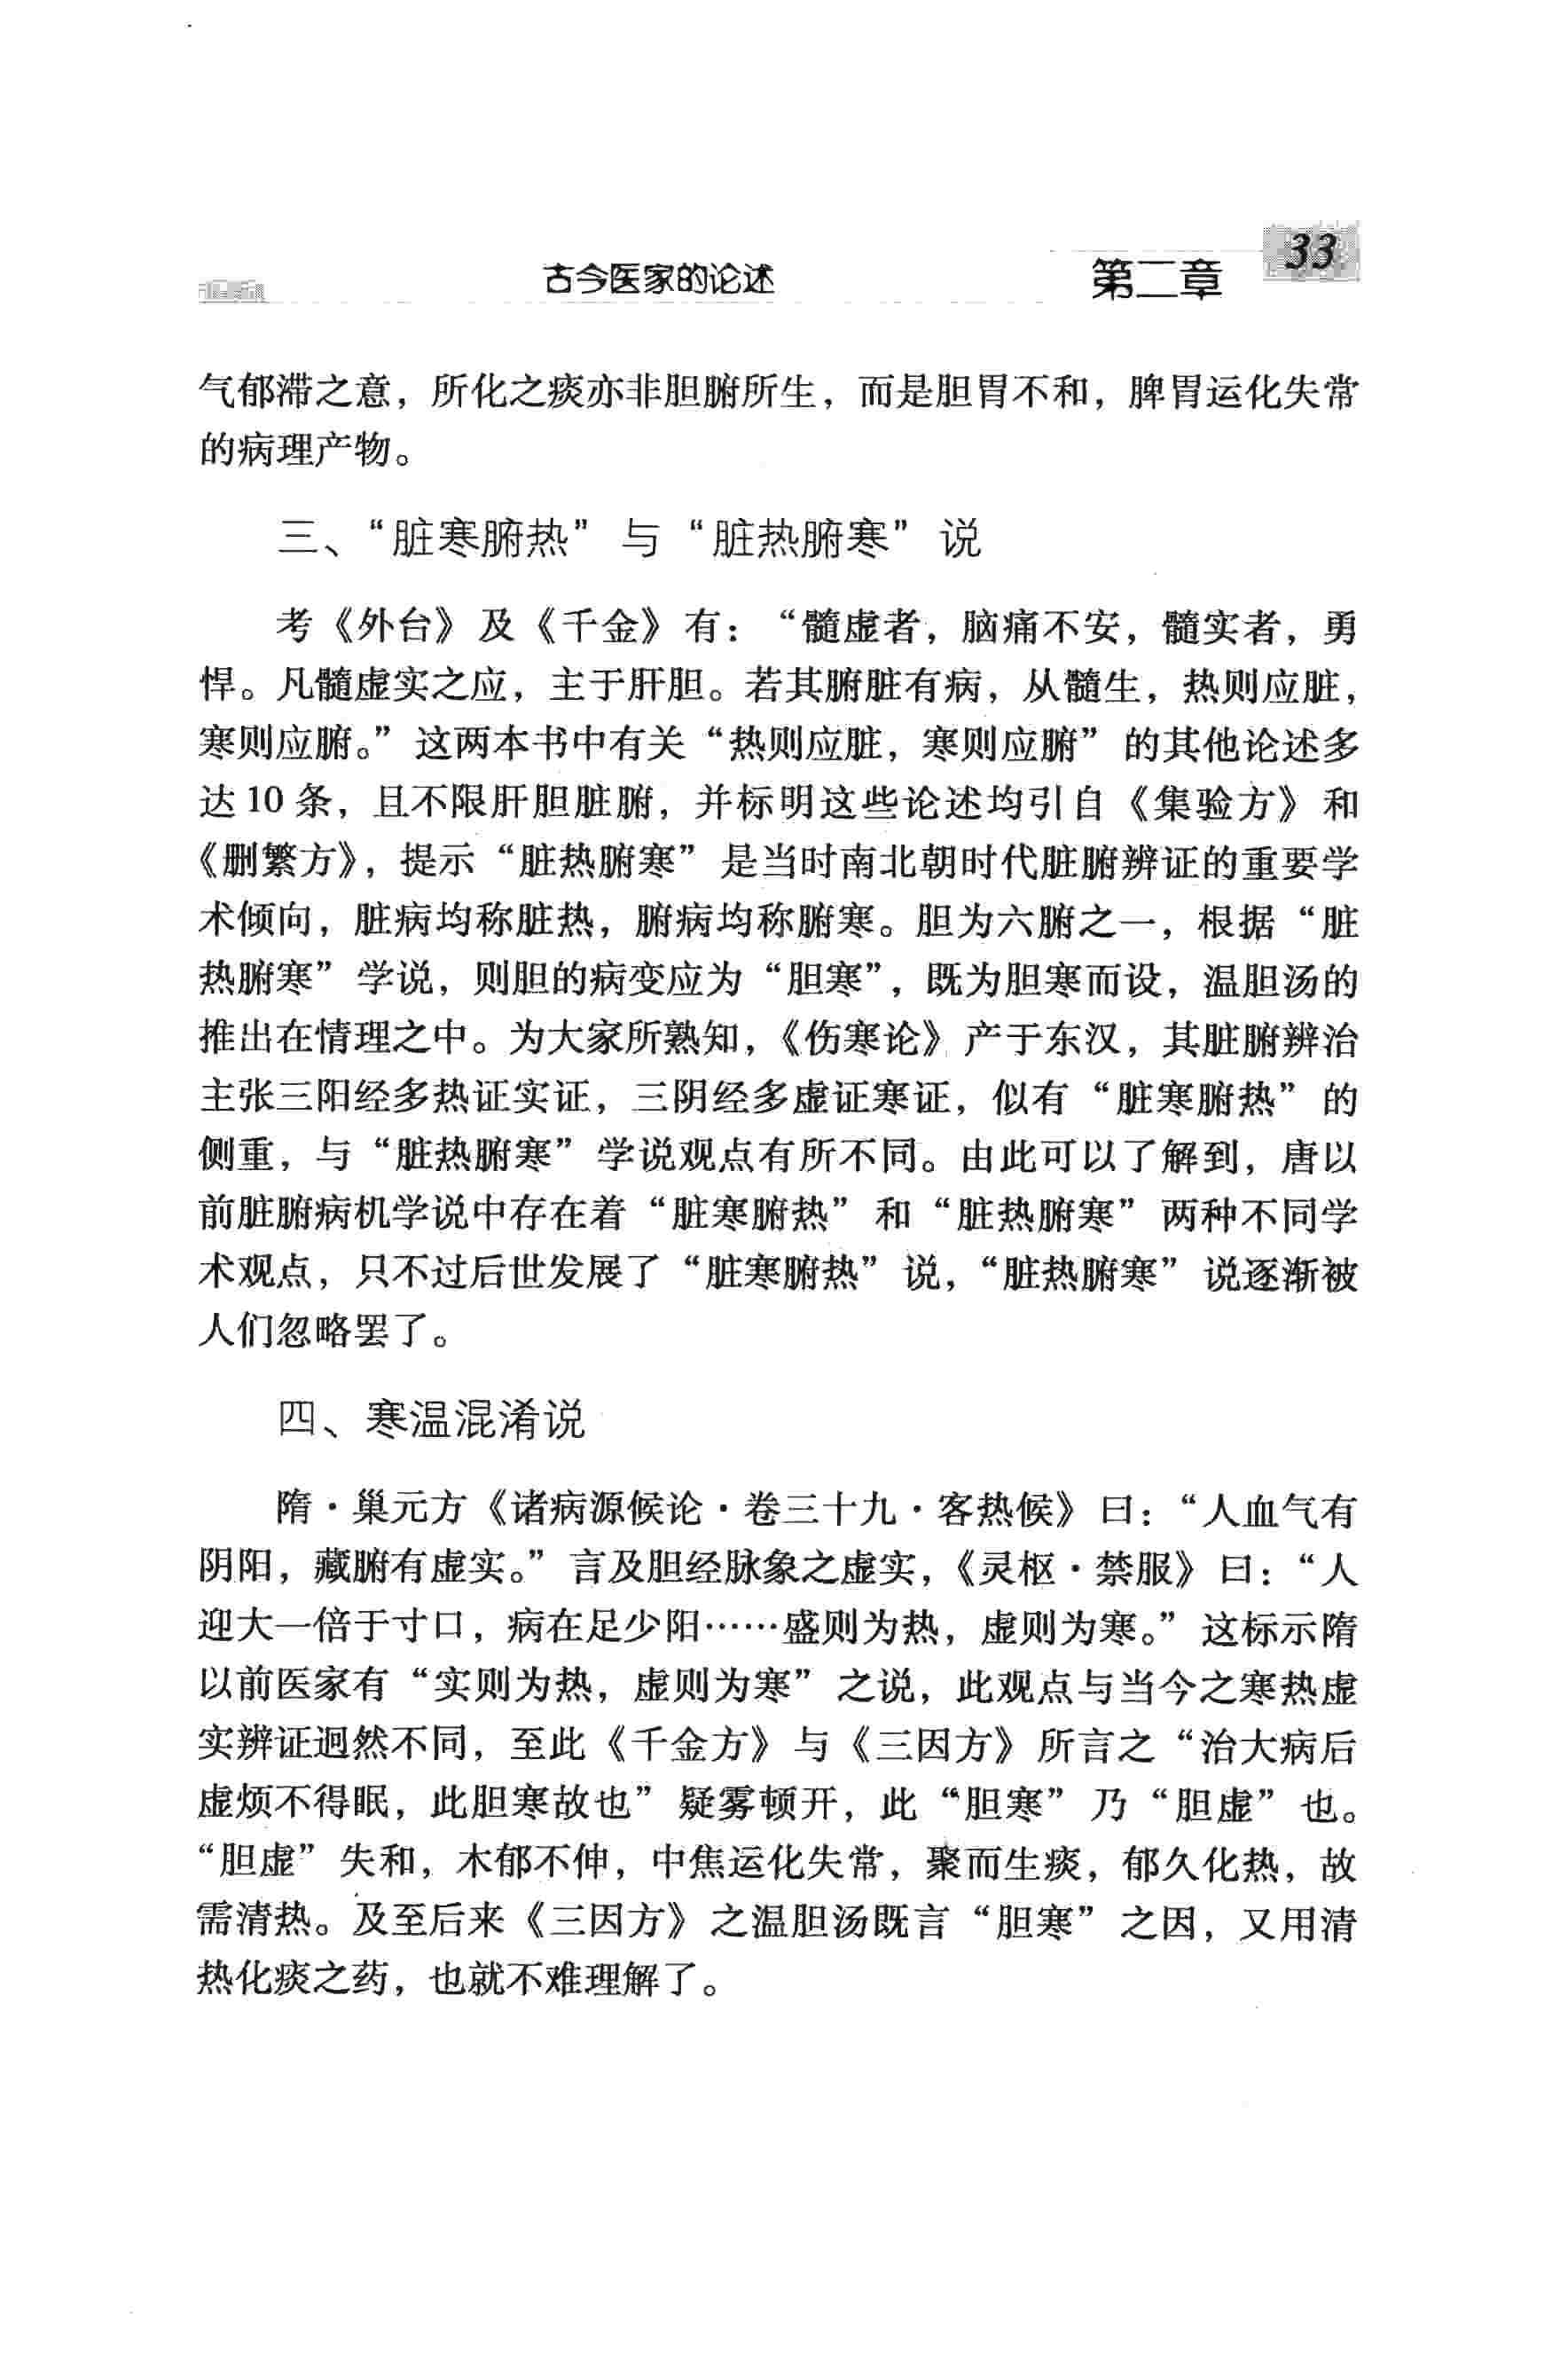 古今医家的论述 第二章 33
气郁滞之意，所化之痰亦非胆腑所生，而是胆胃不和，脾胃运化失常
的病理产物。
三、“脏寒腑热”与“脏热腑寒”说
考《外台》及《千金》有：“髓虚者，脑痛不安，髓实者，勇
悍。凡髓虚实之应，主于肝胆。若其腑脏有病，从髓生，热则应脏，
寒则应腑。”这两本书中有关“热则应脏，寒则应腑”的其他论述多
达10条，且不限肝胆脏腑，并标明这些论述均引自《集验方》和
《删繁方》，提示“脏热腑寒”是当时南北朝时代脏腑辨证的重要学
术倾向，脏病均称脏热，腑病均称腑寒。胆为六腑之一，根据“脏
热腑寒”学说，则胆的病变应为“胆寒”，既为胆寒而设，温胆汤的
推出在情理之中。为大家所熟知，《伤寒论》产于东汉，其脏腑辨治
主张三阳经多热证实证，三阴经多虚证寒证，似有“脏寒腑热”的
侧重，与“脏热腑寒”学说观点有所不同。由此可以了解到，唐以
前脏腑病机学说中存在着“脏寒腑热”和“脏热腑寒”两种不同学
术观点，只不过后世发展了“脏寒腑热”说，“脏热腑寒”说逐渐被
人们忽略罢了。
四、寒温混淆说
隋·巢元方《诸病源候论·卷三十九·客热候》曰：“人血气有
阴阳，藏腑有虚实。”言及胆经脉象之虚实，《灵枢·禁服》曰：“人
迎大一倍于寸口，病在足少阳……盛则为热，虚则为寒。”这标示隋
以前医家有“实则为热，虚则为寒”之说，此观点与当今之寒热虚
实辨证迥然不同，至此《千金方》与《三因方》所言之“治大病后
虚烦不得眠，此胆寒故也”疑雾顿开，此“胆寒”乃“胆虚”也。
“胆虚”失和，木郁不伸，中焦运化失常，聚而生痰，郁久化热，故
需清热。及至后来《三因方》之温胆汤既言“胆寒”之因，又用清
热化痰之药，也就不难理解了。